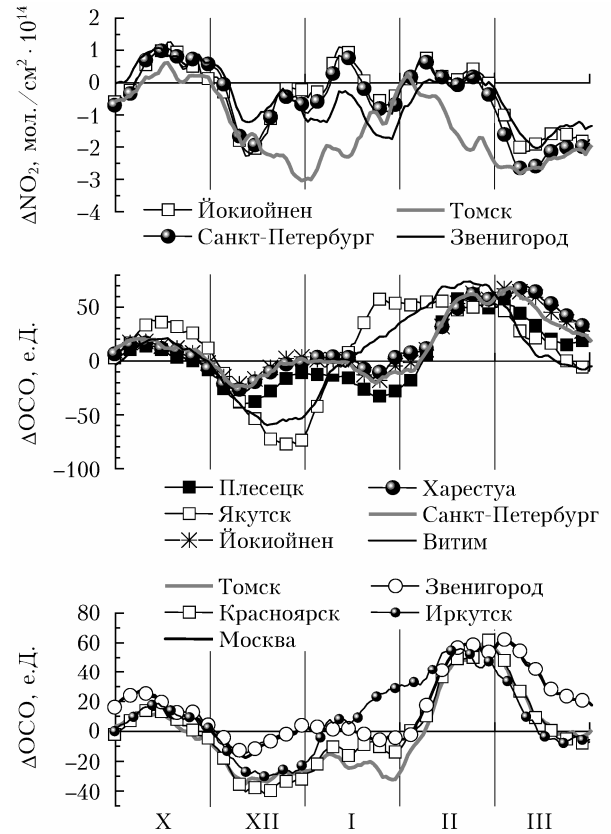 ΔNO₂, мол./см² · 10¹⁴
2
1
0
−1
−2
−3
−4
Йокиойнен
Томск
Санкт-Петербург
Звенигород
ΔОСО, е.Д.
50
0
−50
−100
Плесецк
Харестуа
Якутск
Санкт-Петербург
Йокиойнен
Витим
Томск
Звенигород
Красноярск
Иркутск
Москва
ΔОСО, е.Д.
80
60
40
20
0
−20
−40
X
XII
I
II
III